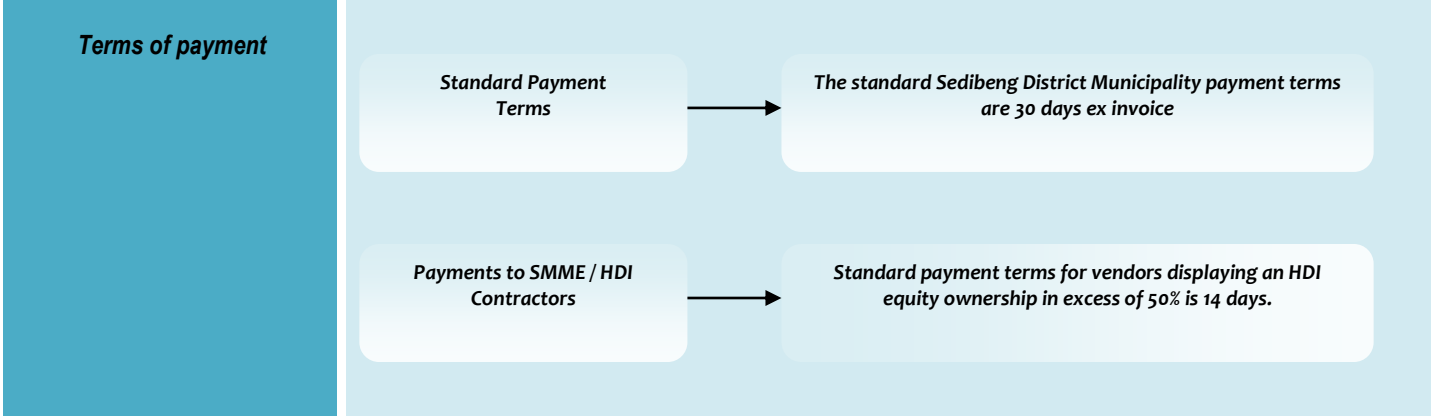 Terms of payment
Standard Payment
Terms
The standard Sedibeng District Municipality payment terms
are 30 days ex invoice
Payments to SMME / HDI
Contractors
Standard payment terms for vendors displaying an HDI
equity ownership in excess of 50% is 14 days.